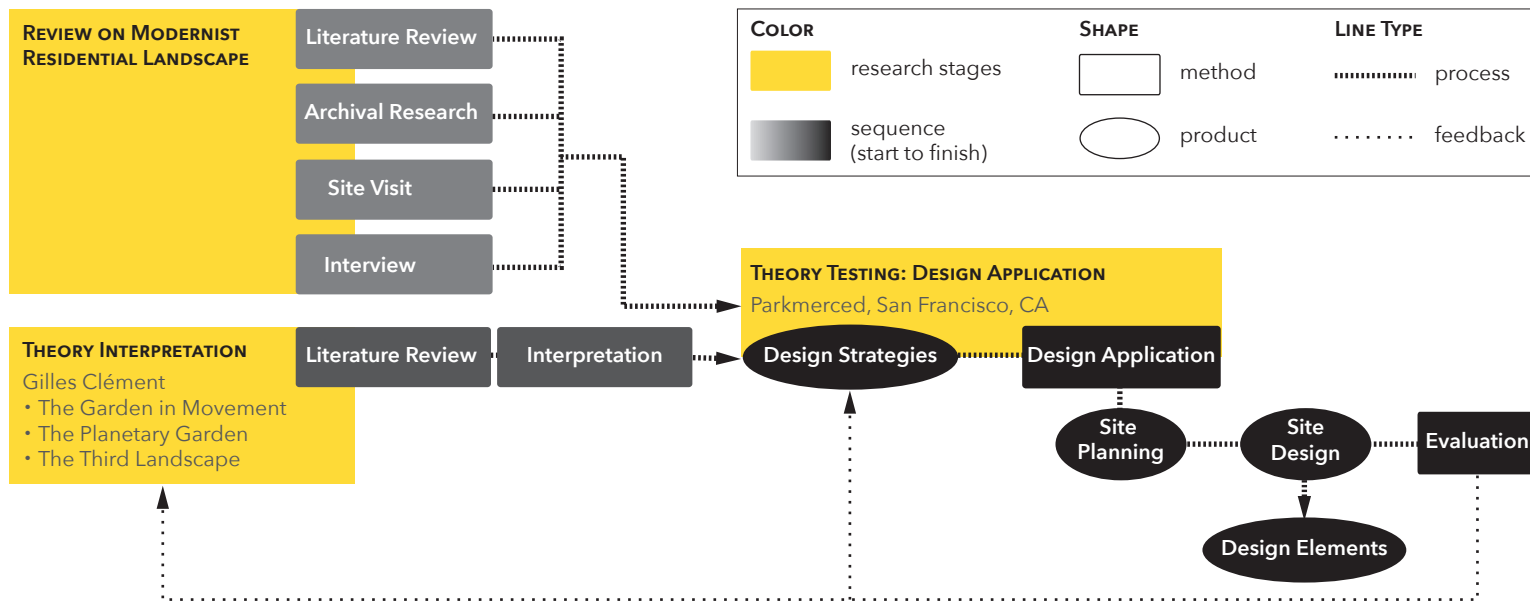 REVIEW ON MODERNIST
RESIDENTIAL LANDSCAPE
Literature Review
Archival Research
Site Visit
Interview
COLOR
research stages
sequence
(start to finish)
SHAPE
method
product
LINE TYPE
process
feedback
THEORY TESTING: DESIGN APPLICATION
Parkmerced, San Francisco, CA
THEORY INTERPRETATION
Gilles Clément
• The Garden in Movement
• The Planetary Garden
• The Third Landscape
Literature Review
Interpretation
Design Strategies
Design Application
Site
Planning
Site
Design
Evaluation
Design Elements